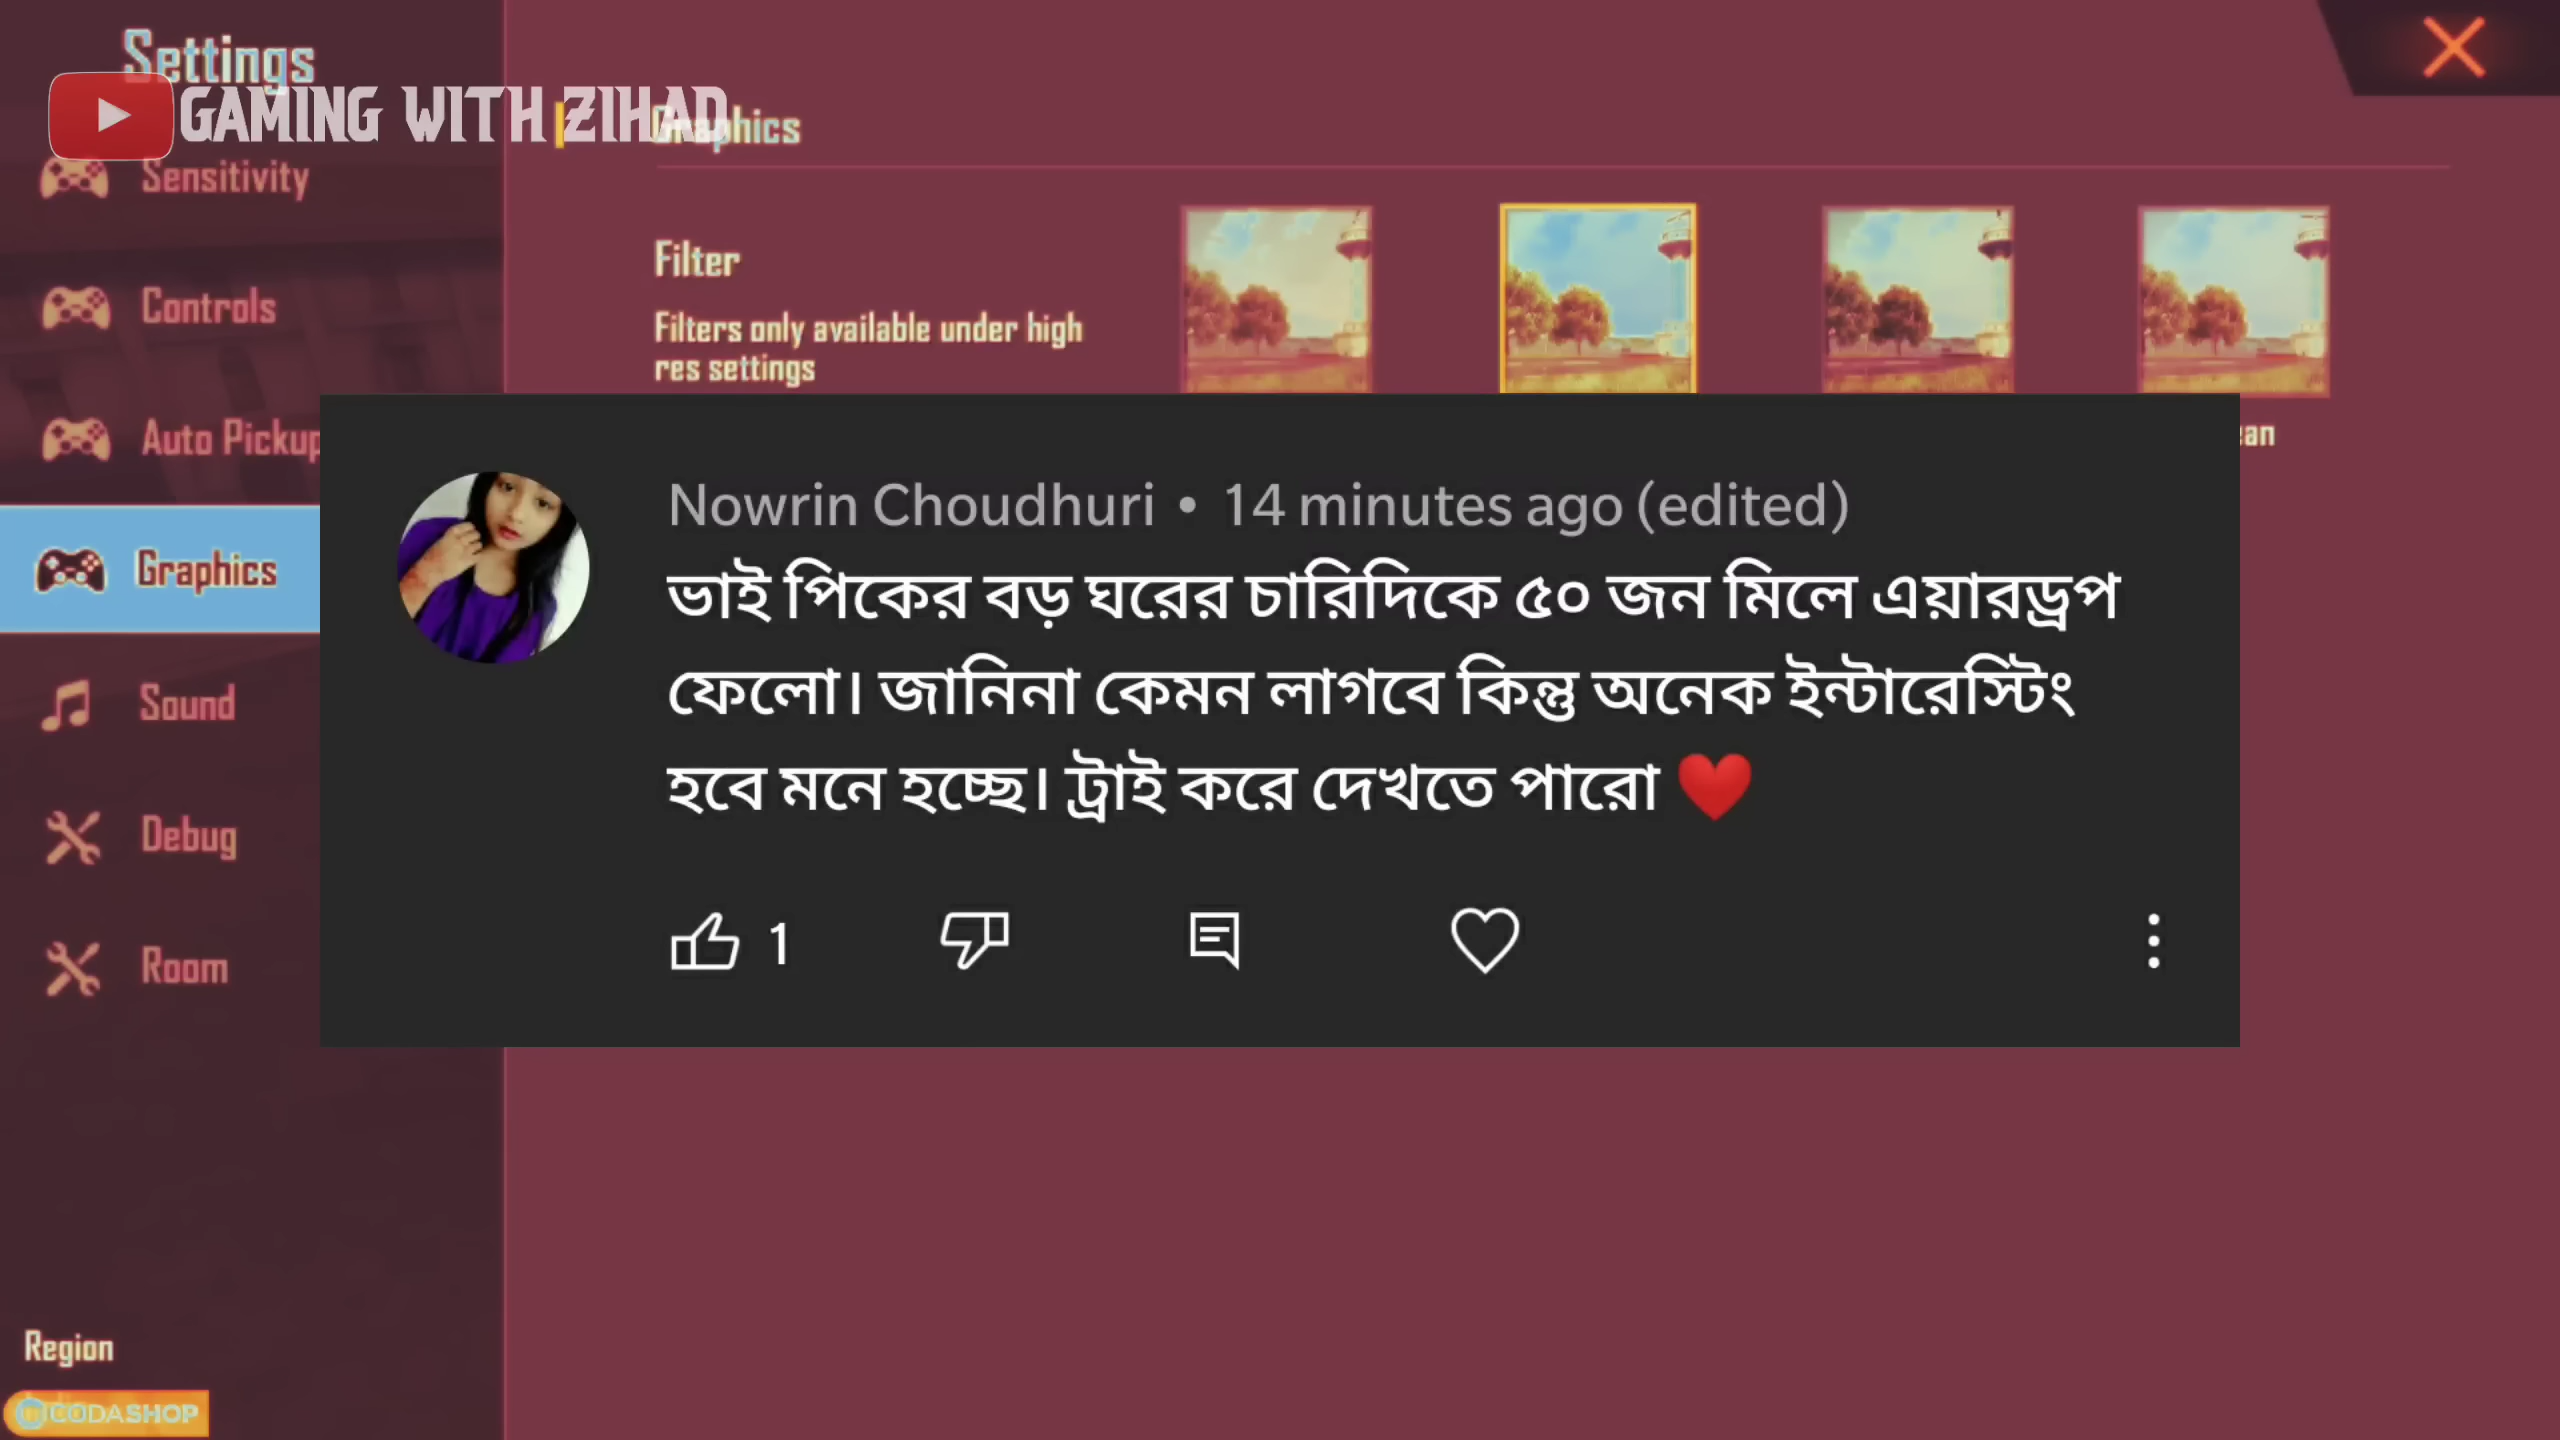 Settings
GAMING WITH ZIHAD
Graphics
Sensitivity
Filter
Controls
Filters only available under high
res settings
Auto Pickup
Graphics
Nowrin Choudhuri • 14 minutes ago (edited)
ভাই পিকের বড় ঘরের চারিদিকে ৫০ জন মিলে এয়ারড্রপ
ফেলো। জানিনা কেমন লাগবে কিন্তু অনেক ইন্টারেস্টিং
হবে মনে হচ্ছে। ট্রাই করে দেখতে পারো ❤️
1
Sound
Debug
Room
Region
CODASHOP